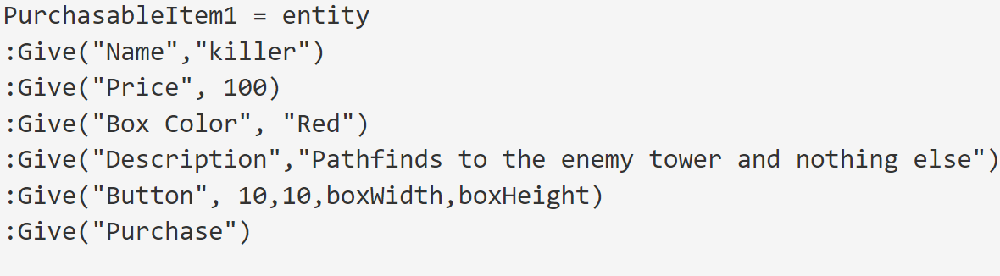 PurchasableItem1 = entity
:Give("Name","killer")
:Give("Price", 100)
:Give("Box Color", "Red")
:Give("Description","Pathfinds to the enemy tower and nothing else")
:Give("Button", 10,10,boxWidth,boxHeight)
:Give("Purchase")